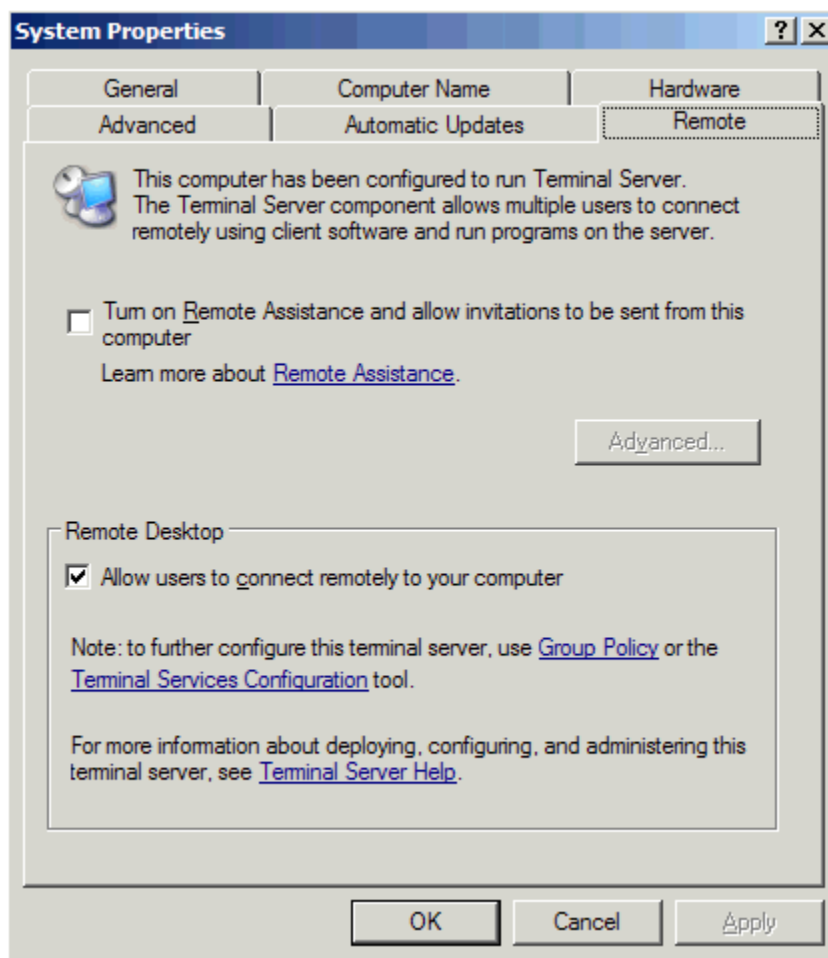 System Properties
General
Computer Name
Hardware
Advanced
Automatic Updates
Remote
This computer has been configured to run Terminal Server.
The Terminal Server component allows multiple users to connect
remotely using client software and run programs on the server.
Turn on Remote Assistance and allow invitations to be sent from this
computer
Learn more about Remote Assistance.
Advanced...
Remote Desktop
Allow users to connect remotely to your computer
Note: to further configure this terminal server, use Group Policy or the
Terminal Services Configuration tool.
For more information about deploying, configuring, and administering this
terminal server, see Terminal Server Help.
OK
Cancel
Apply